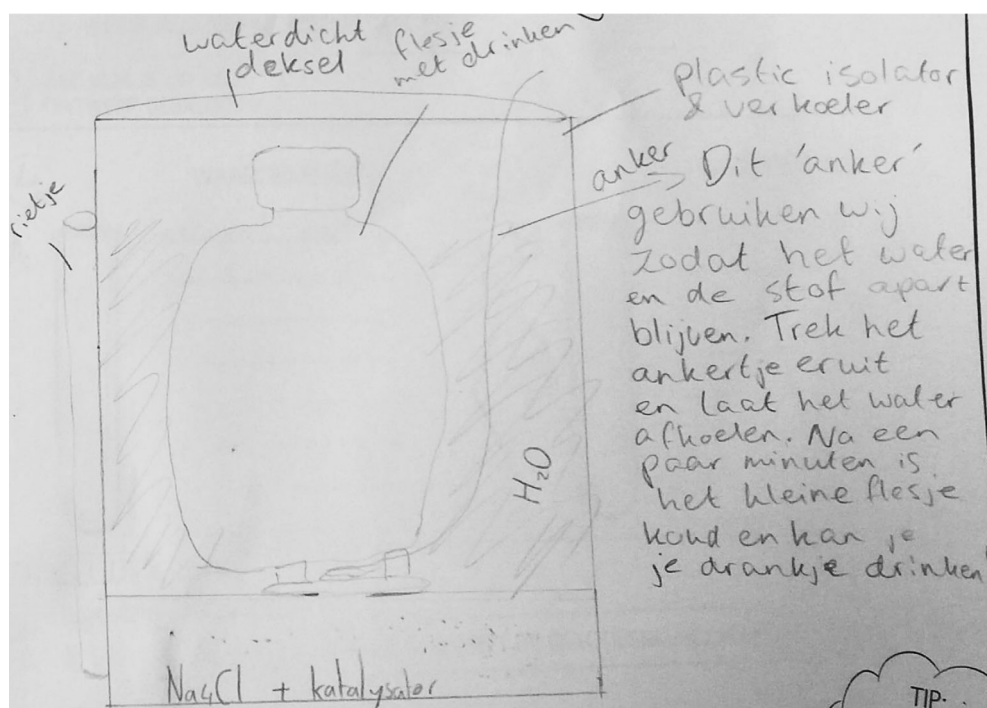 waterdicht
deksel
flesje
met drinken
plastic isolator
& verkoeler
rietje
anker
Dit 'anker'
gebruiken wij
zodat het water
en de stof apart
blijven. Trek het
ankertje eruit
en laat het water
afkoelen. Na een
paar minuten is
het kleine flesje
koud en kan je
je drankje drinken
H₂O
Na4Cl + katalysator
TIP.